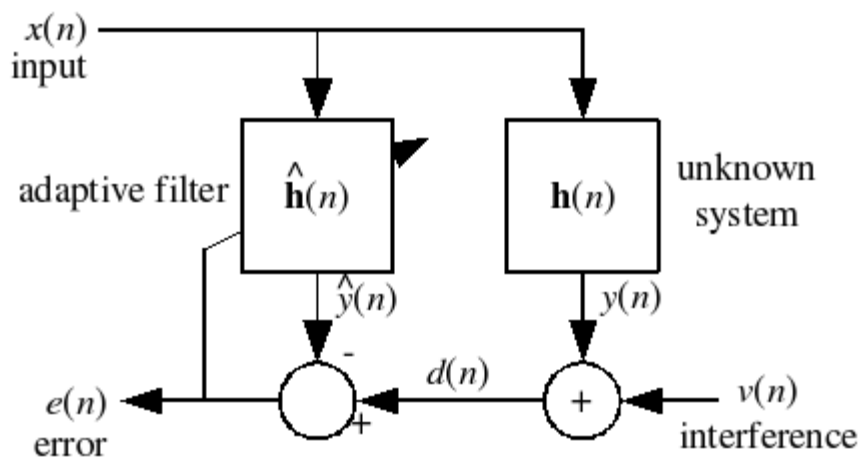 x(n)
input
adaptive filter
ĥ(n)
h(n)
unknown
system
ŷ(n)
y(n)
-
d(n)
+
+
e(n)
error
v(n)
interference